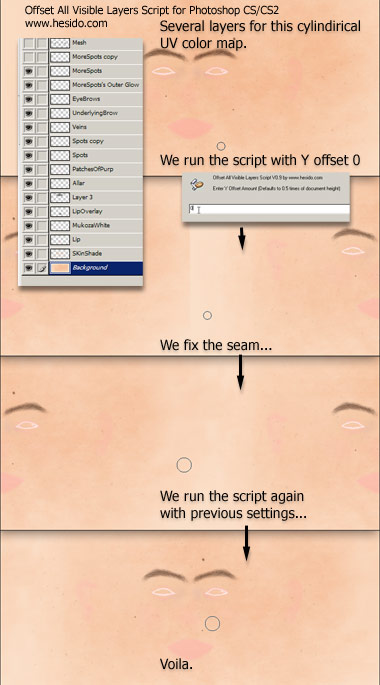 Offset All Visible Layers Script for Photoshop CS/CS2
www.hesido.com
Several layers for this cylindirical
UV color map.
Mesh
MoreSpots copy
MoreSpots
MoreSpots's Outer Glow
EyeBrows
UnderlyingBrow
Veins
Spots copy
Spots
PatchesOfPurp
Allar
Layer 3
LipOverlay
MukozaWhite
Lip
SKinShade
Background
We run the script with Y offset 0
Offset All Visible Layers Script V0.9 by www.hesido.com
Enter Y Offset Amount (Defaults to 0.5 times of document height)
We fix the seam...
We run the script again
with previous settings...
Voila.